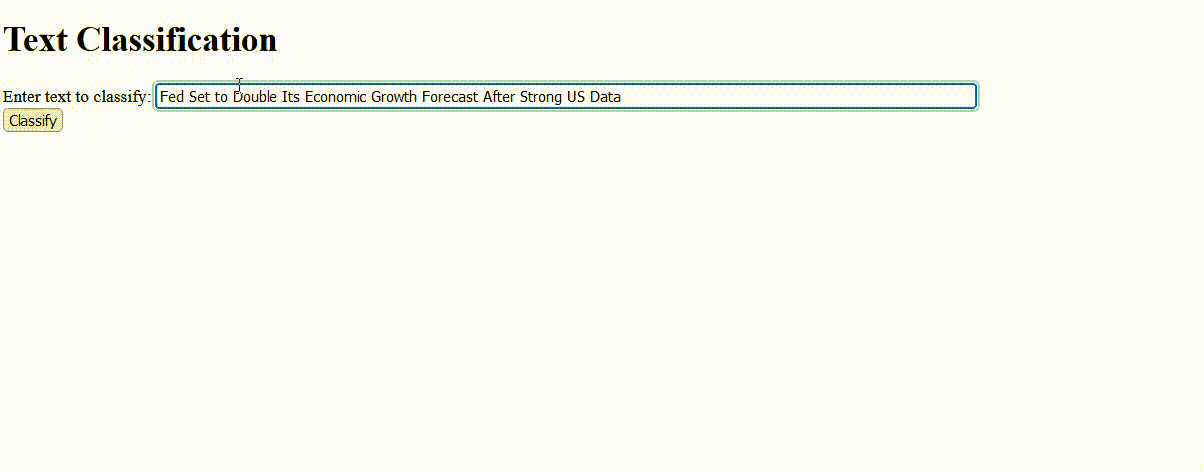 Text Classification
Enter text to classify: Fed Set to Double Its Economic Growth Forecast After Strong US Data
Classify